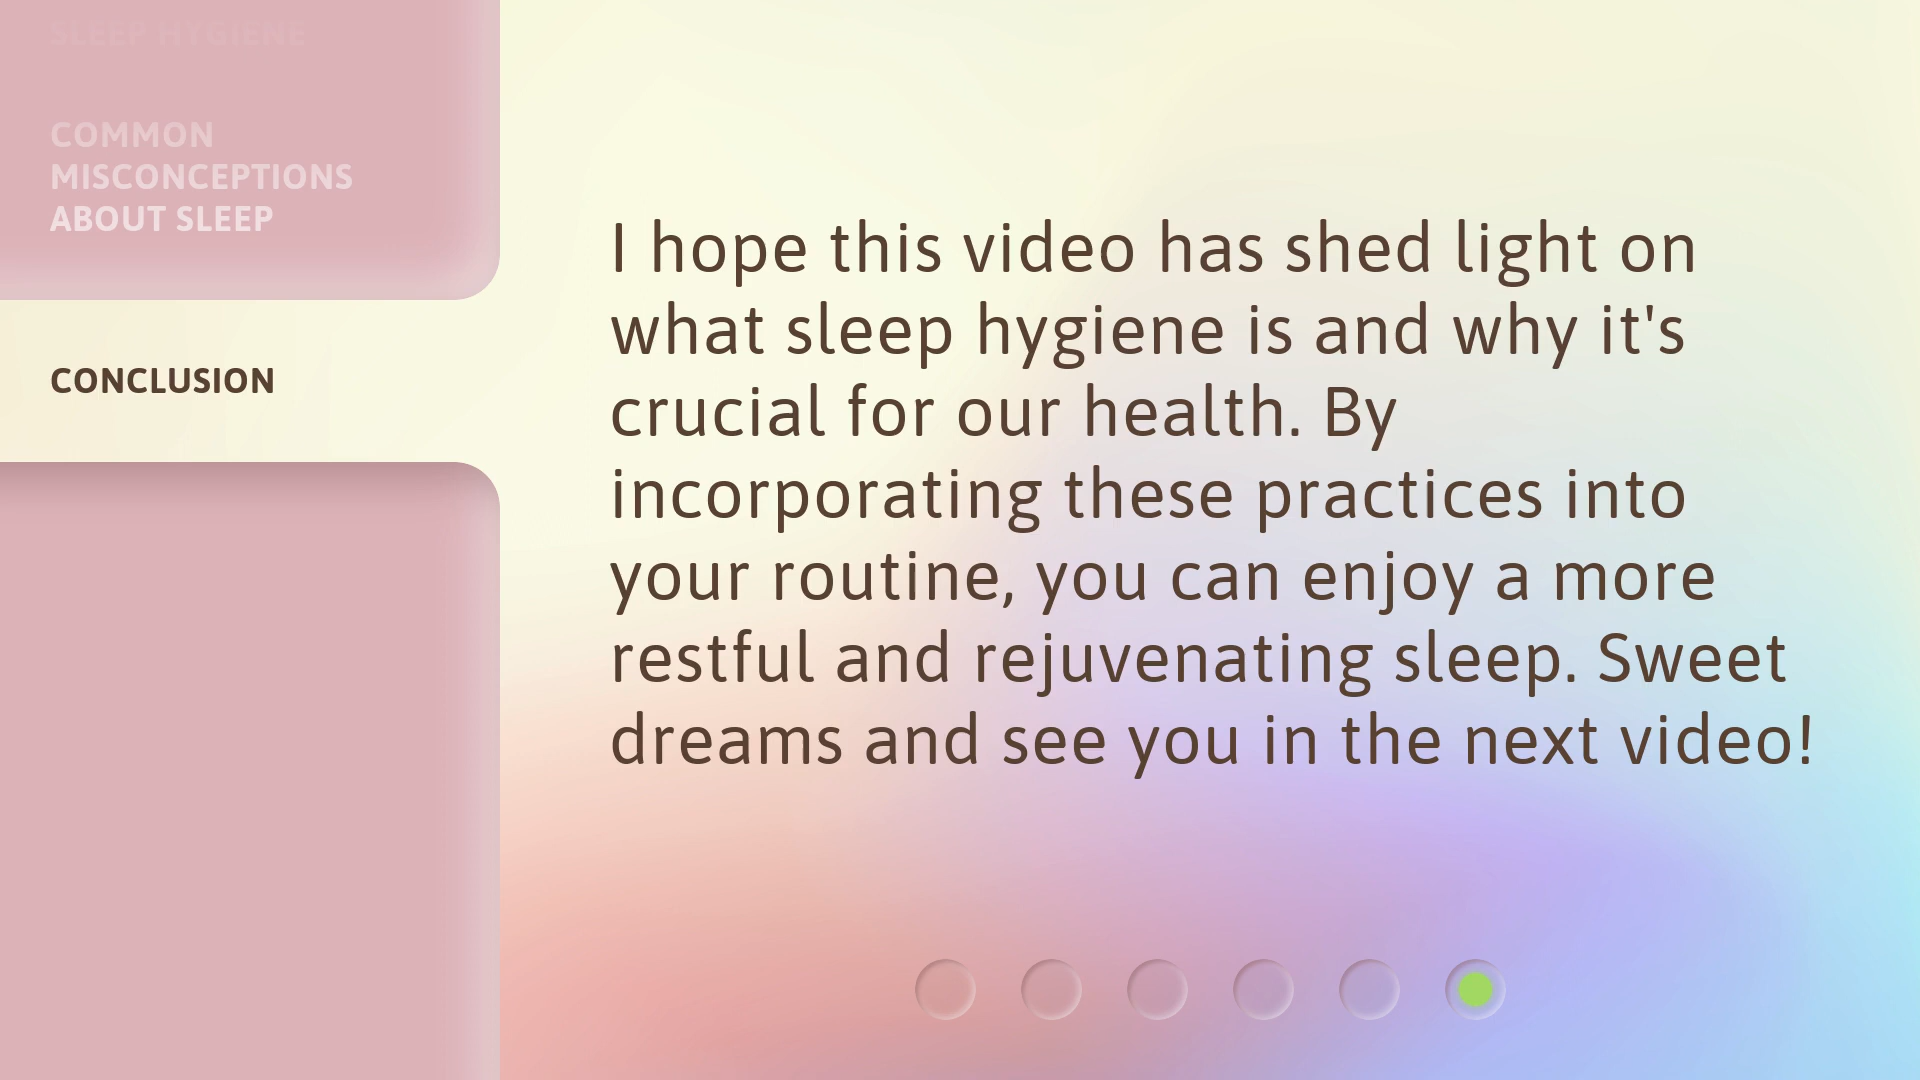 SLEEP HYGIENE
COMMON
MISCONCEPTIONS
ABOUT SLEEP
CONCLUSION
I hope this video has shed light on
what sleep hygiene is and why it's
crucial for our health. By
incorporating these practices into
your routine, you can enjoy a more
restful and rejuvenating sleep. Sweet
dreams and see you in the next video!